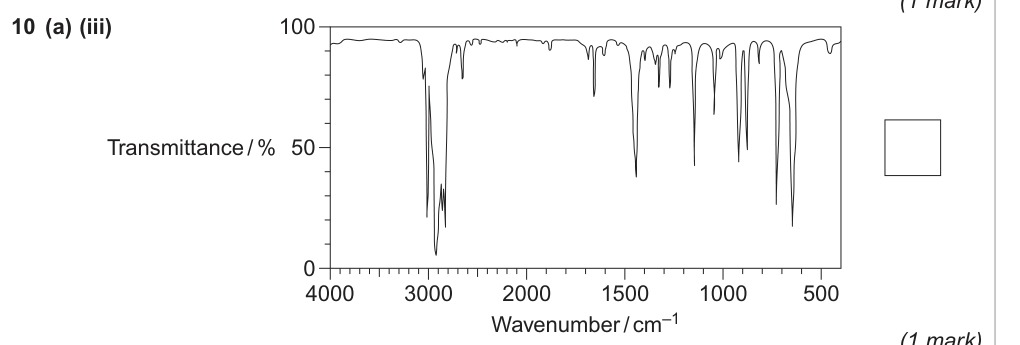 (1 mark)
10 (a) (iii)
100
Transmittance / %
50
0
4000 3000 2000 1500 1000 500
Wavenumber / cm⁻¹
(1 mark)